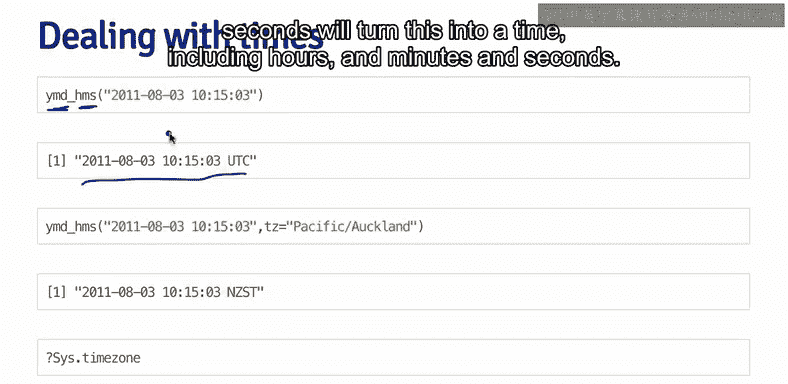 Dealing with times
seconds will turn this into a time,
including hours, and minutes and seconds.
ymd_hms("2011-08-03 10:15:03")
[1] "2011-08-03 10:15:03 UTC"
ymd_hms("2011-08-03 10:15:03",tz="Pacific/Auckland")
[1] "2011-08-03 10:15:03 NZST"
?Sys.timezone